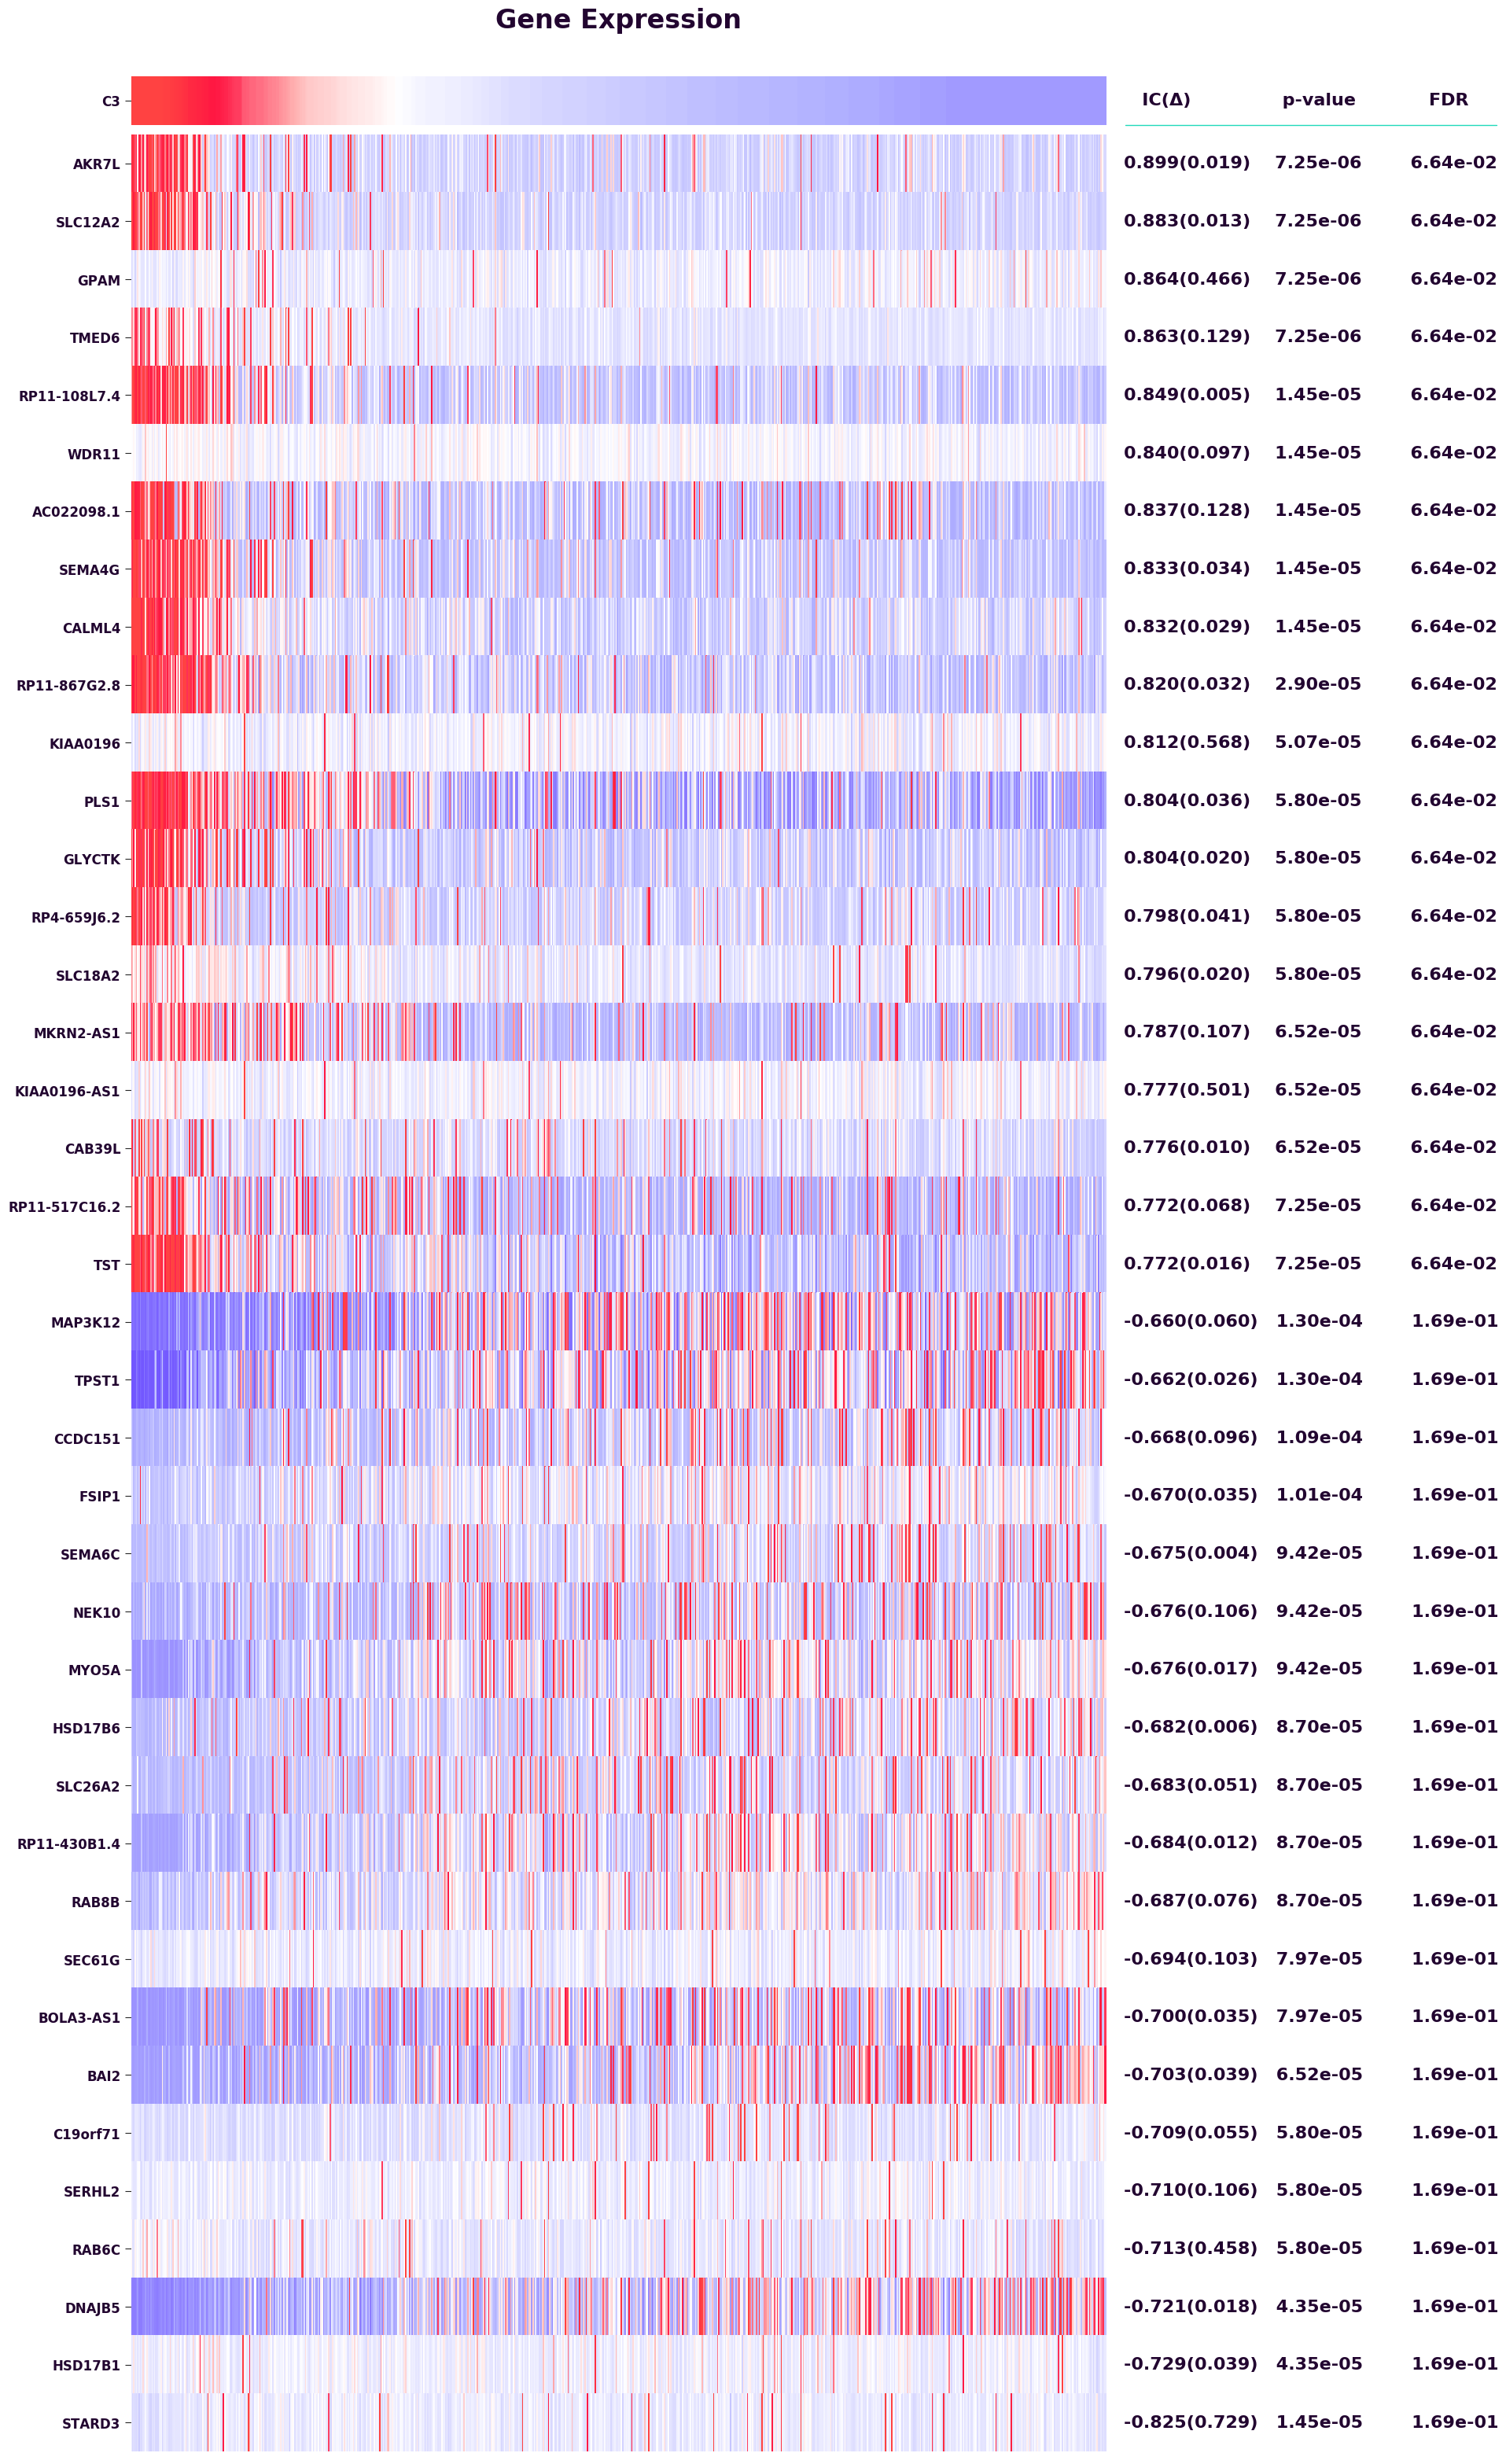 Gene Expression
C3 IC(Δ) p-value FDR
AKR7L 0.899(0.019) 7.25e-06 6.64e-02
SLC12A2 0.883(0.013) 7.25e-06 6.64e-02
GPAM 0.864(0.466) 7.25e-06 6.64e-02
TMED6 0.863(0.129) 7.25e-06 6.64e-02
RP11-108L7.4 0.849(0.005) 1.45e-05 6.64e-02
WDR11 0.840(0.097) 1.45e-05 6.64e-02
AC022098.1 0.837(0.128) 1.45e-05 6.64e-02
SEMA4G 0.833(0.034) 1.45e-05 6.64e-02
CALML4 0.832(0.029) 1.45e-05 6.64e-02
RP11-867G2.8 0.820(0.032) 2.90e-05 6.64e-02
KIAA0196 0.812(0.568) 5.07e-05 6.64e-02
PLS1 0.804(0.036) 5.80e-05 6.64e-02
GLYCTK 0.804(0.020) 5.80e-05 6.64e-02
RP4-659J6.2 0.798(0.041) 5.80e-05 6.64e-02
SLC18A2 0.796(0.020) 5.80e-05 6.64e-02
MKRN2-AS1 0.787(0.107) 6.52e-05 6.64e-02
KIAA0196-AS1 0.777(0.501) 6.52e-05 6.64e-02
CAB39L 0.776(0.010) 6.52e-05 6.64e-02
RP11-517C16.2 0.772(0.068) 7.25e-05 6.64e-02
TST 0.772(0.016) 7.25e-05 6.64e-02
MAP3K12 -0.660(0.060) 1.30e-04 1.69e-01
TPST1 -0.662(0.026) 1.30e-04 1.69e-01
CCDC151 -0.668(0.096) 1.09e-04 1.69e-01
FSIP1 -0.670(0.035) 1.01e-04 1.69e-01
SEMA6C -0.675(0.004) 9.42e-05 1.69e-01
NEK10 -0.676(0.106) 9.42e-05 1.69e-01
MYO5A -0.676(0.017) 9.42e-05 1.69e-01
HSD17B6 -0.682(0.006) 8.70e-05 1.69e-01
SLC26A2 -0.683(0.051) 8.70e-05 1.69e-01
RP11-430B1.4 -0.684(0.012) 8.70e-05 1.69e-01
RAB8B -0.687(0.076) 8.70e-05 1.69e-01
SEC61G -0.694(0.103) 7.97e-05 1.69e-01
BOLA3-AS1 -0.700(0.035) 7.97e-05 1.69e-01
BAI2 -0.703(0.039) 6.52e-05 1.69e-01
C19orf71 -0.709(0.055) 5.80e-05 1.69e-01
SERHL2 -0.710(0.106) 5.80e-05 1.69e-01
RAB6C -0.713(0.458) 5.80e-05 1.69e-01
DNAJB5 -0.721(0.018) 4.35e-05 1.69e-01
HSD17B1 -0.729(0.039) 4.35e-05 1.69e-01
STARD3 -0.825(0.729) 1.45e-05 1.69e-01